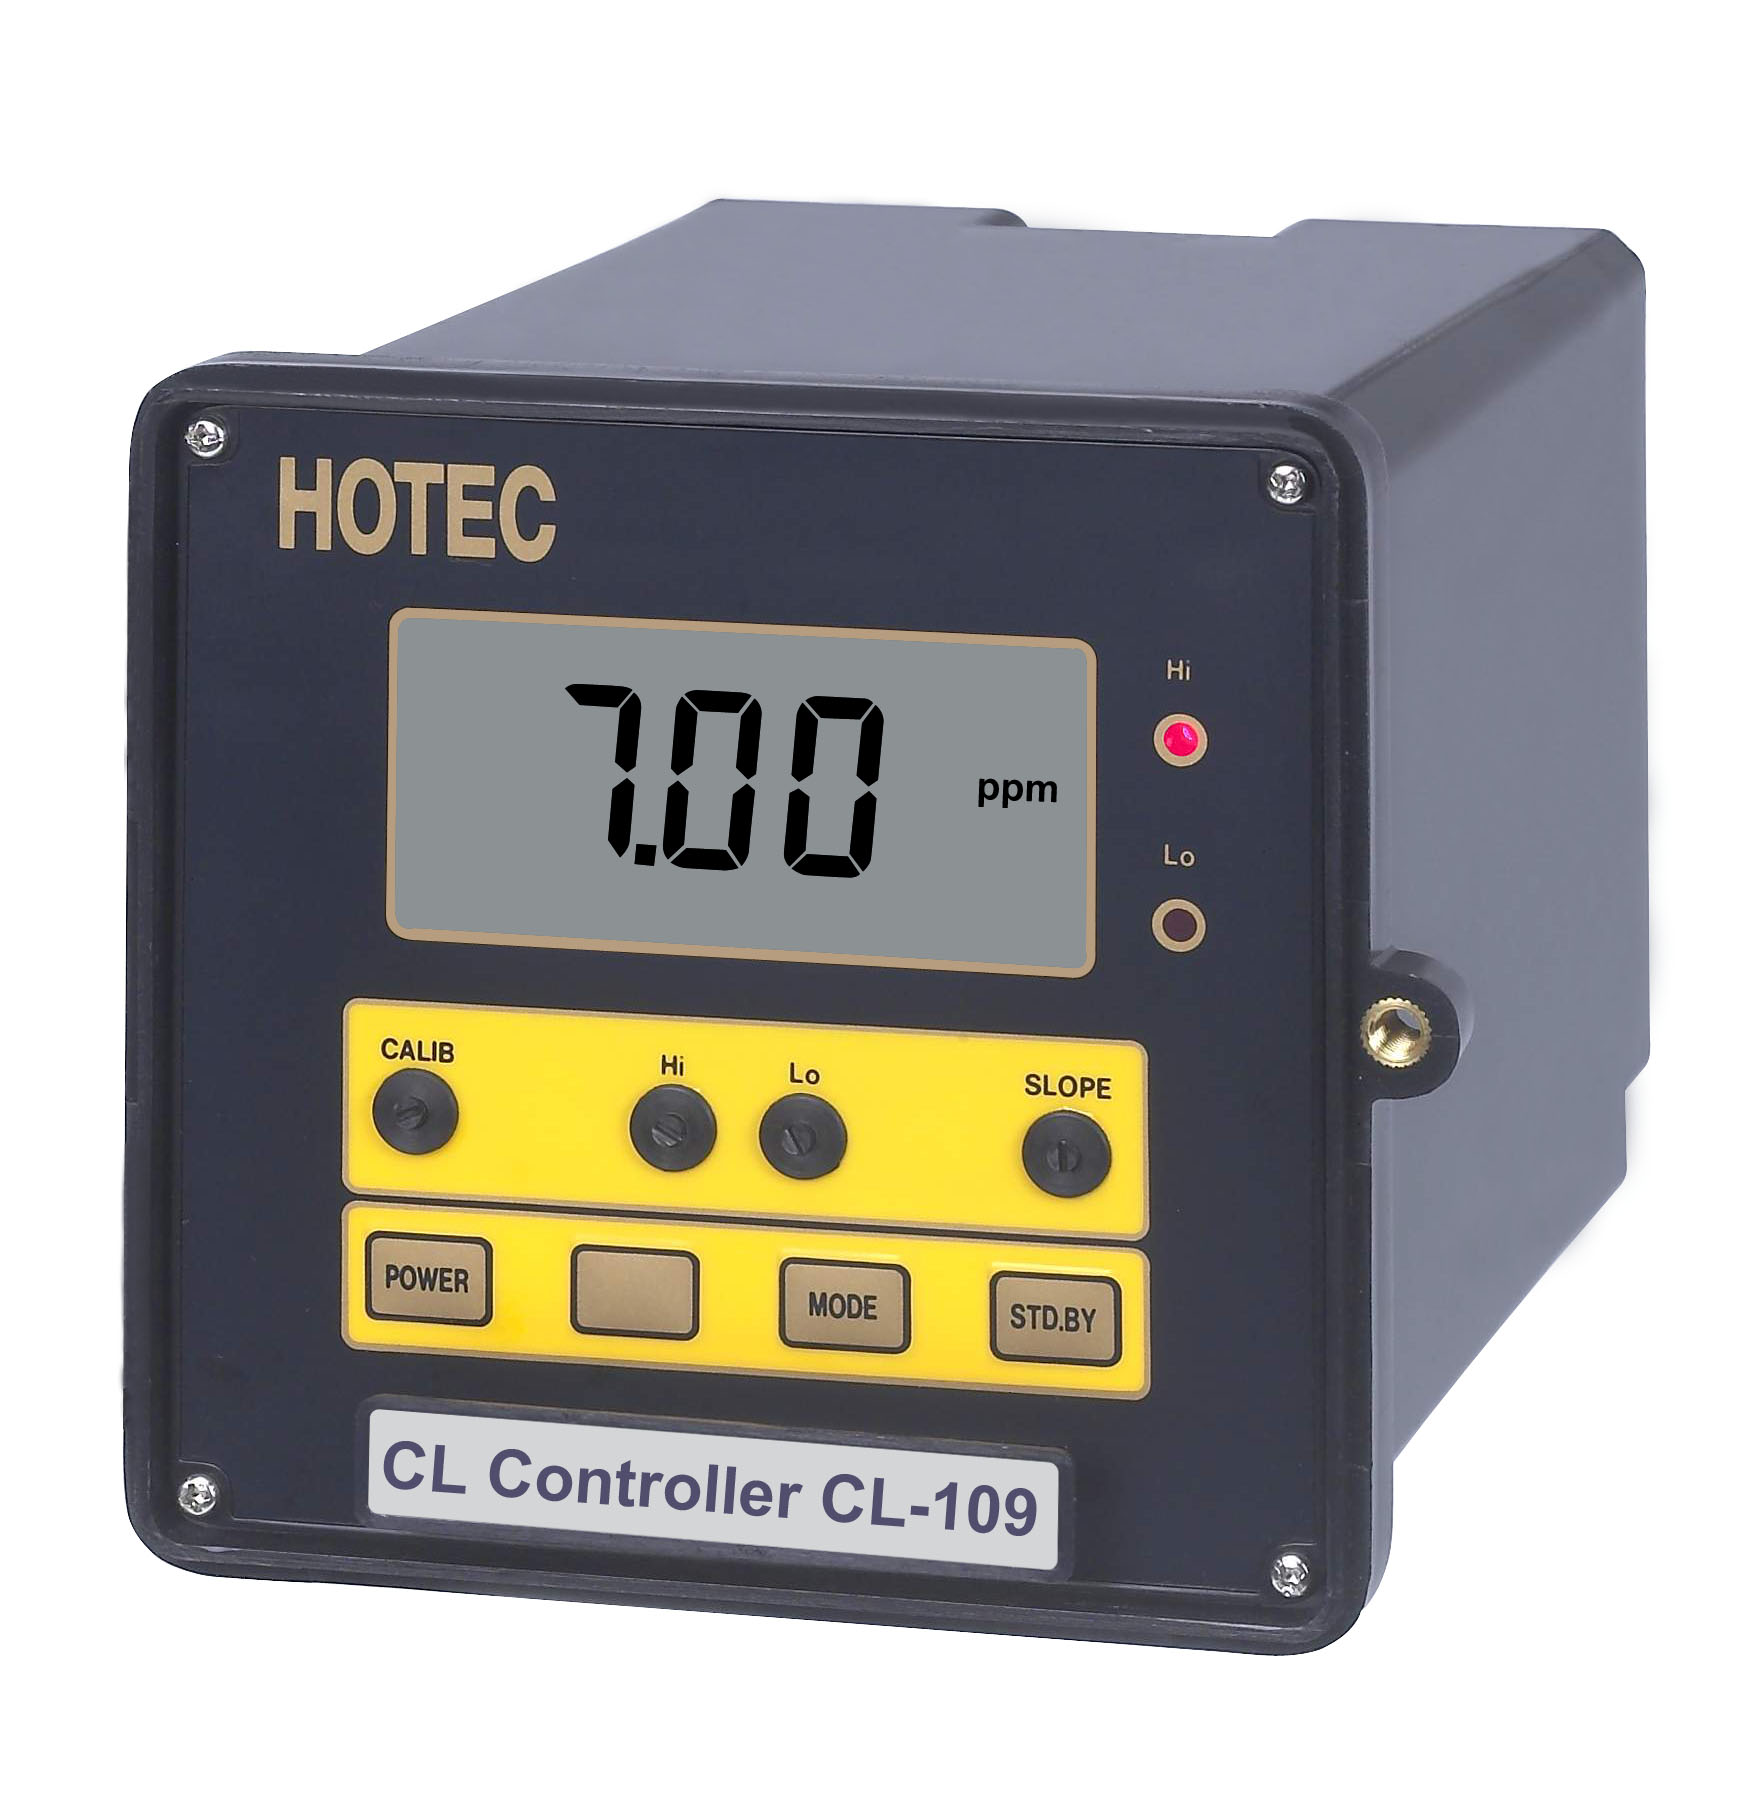 HOTEC
7.00 ppm
Hi
Lo
CALIB Hi Lo SLOPE
POWER MODE STD.BY
CL Controller CL-109